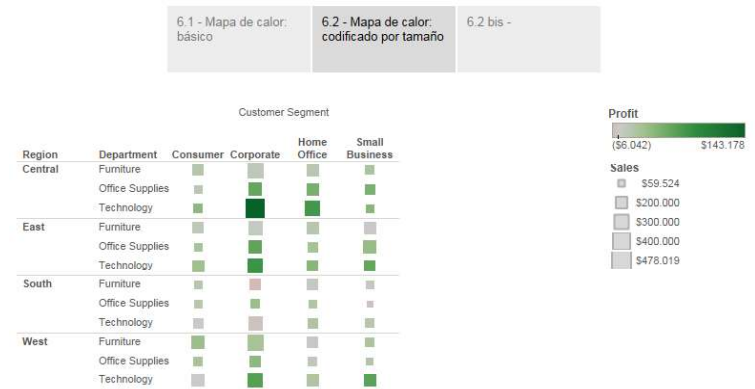 6.1 - Mapa de calor: básico
6.2 - Mapa de calor: codificado por tamaño
6.2 bis -
Customer Segment
Region Department Consumer Corporate Home Office Small Business
Central Furniture
Office Supplies
Technology
East Furniture
Office Supplies
Technology
South Furniture
Office Supplies
Technology
West Furniture
Office Supplies
Technology
Profit
($6.042) $143.178
Sales
$59.524
$200.000
$300.000
$400.000
$478.019